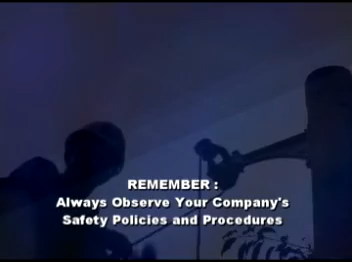 REMEMBER :
Always Observe Your Company's
Safety Policies and Procedures